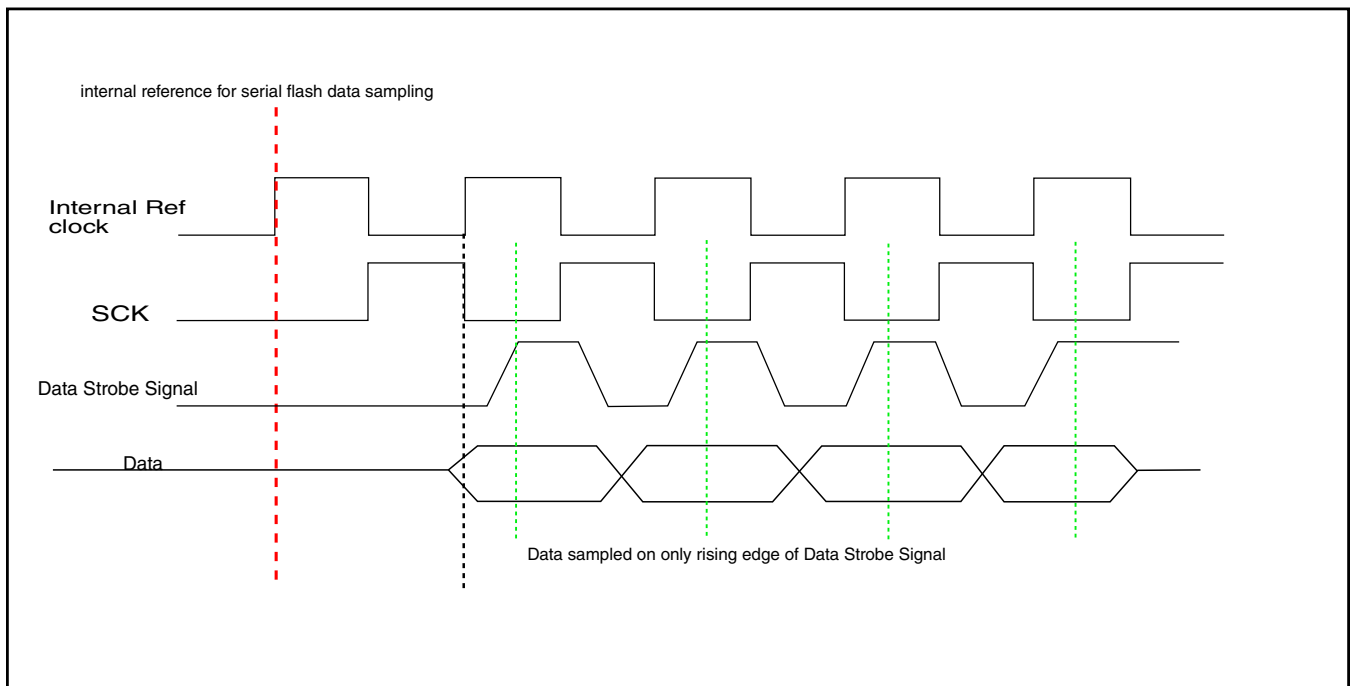 internal reference for serial flash data sampling
Internal Ref
clock
SCK
Data Strobe Signal
Data
Data sampled on only rising edge of Data Strobe Signal